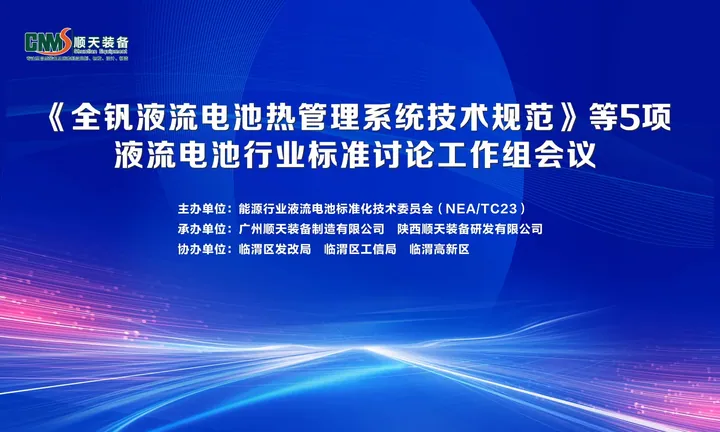 CNMS 顺天装备
Shuntian Equipment
《全钒液流电池热管理系统技术规范》等5项
液流电池行业标准讨论工作组会议
主办单位：能源行业液流电池标准化技术委员会（NEA/TC23）
承办单位：广州顺天装备制造有限公司 陕西顺天装备研发有限公司
协办单位：临渭区发改局 临渭区工信局 临渭高新区